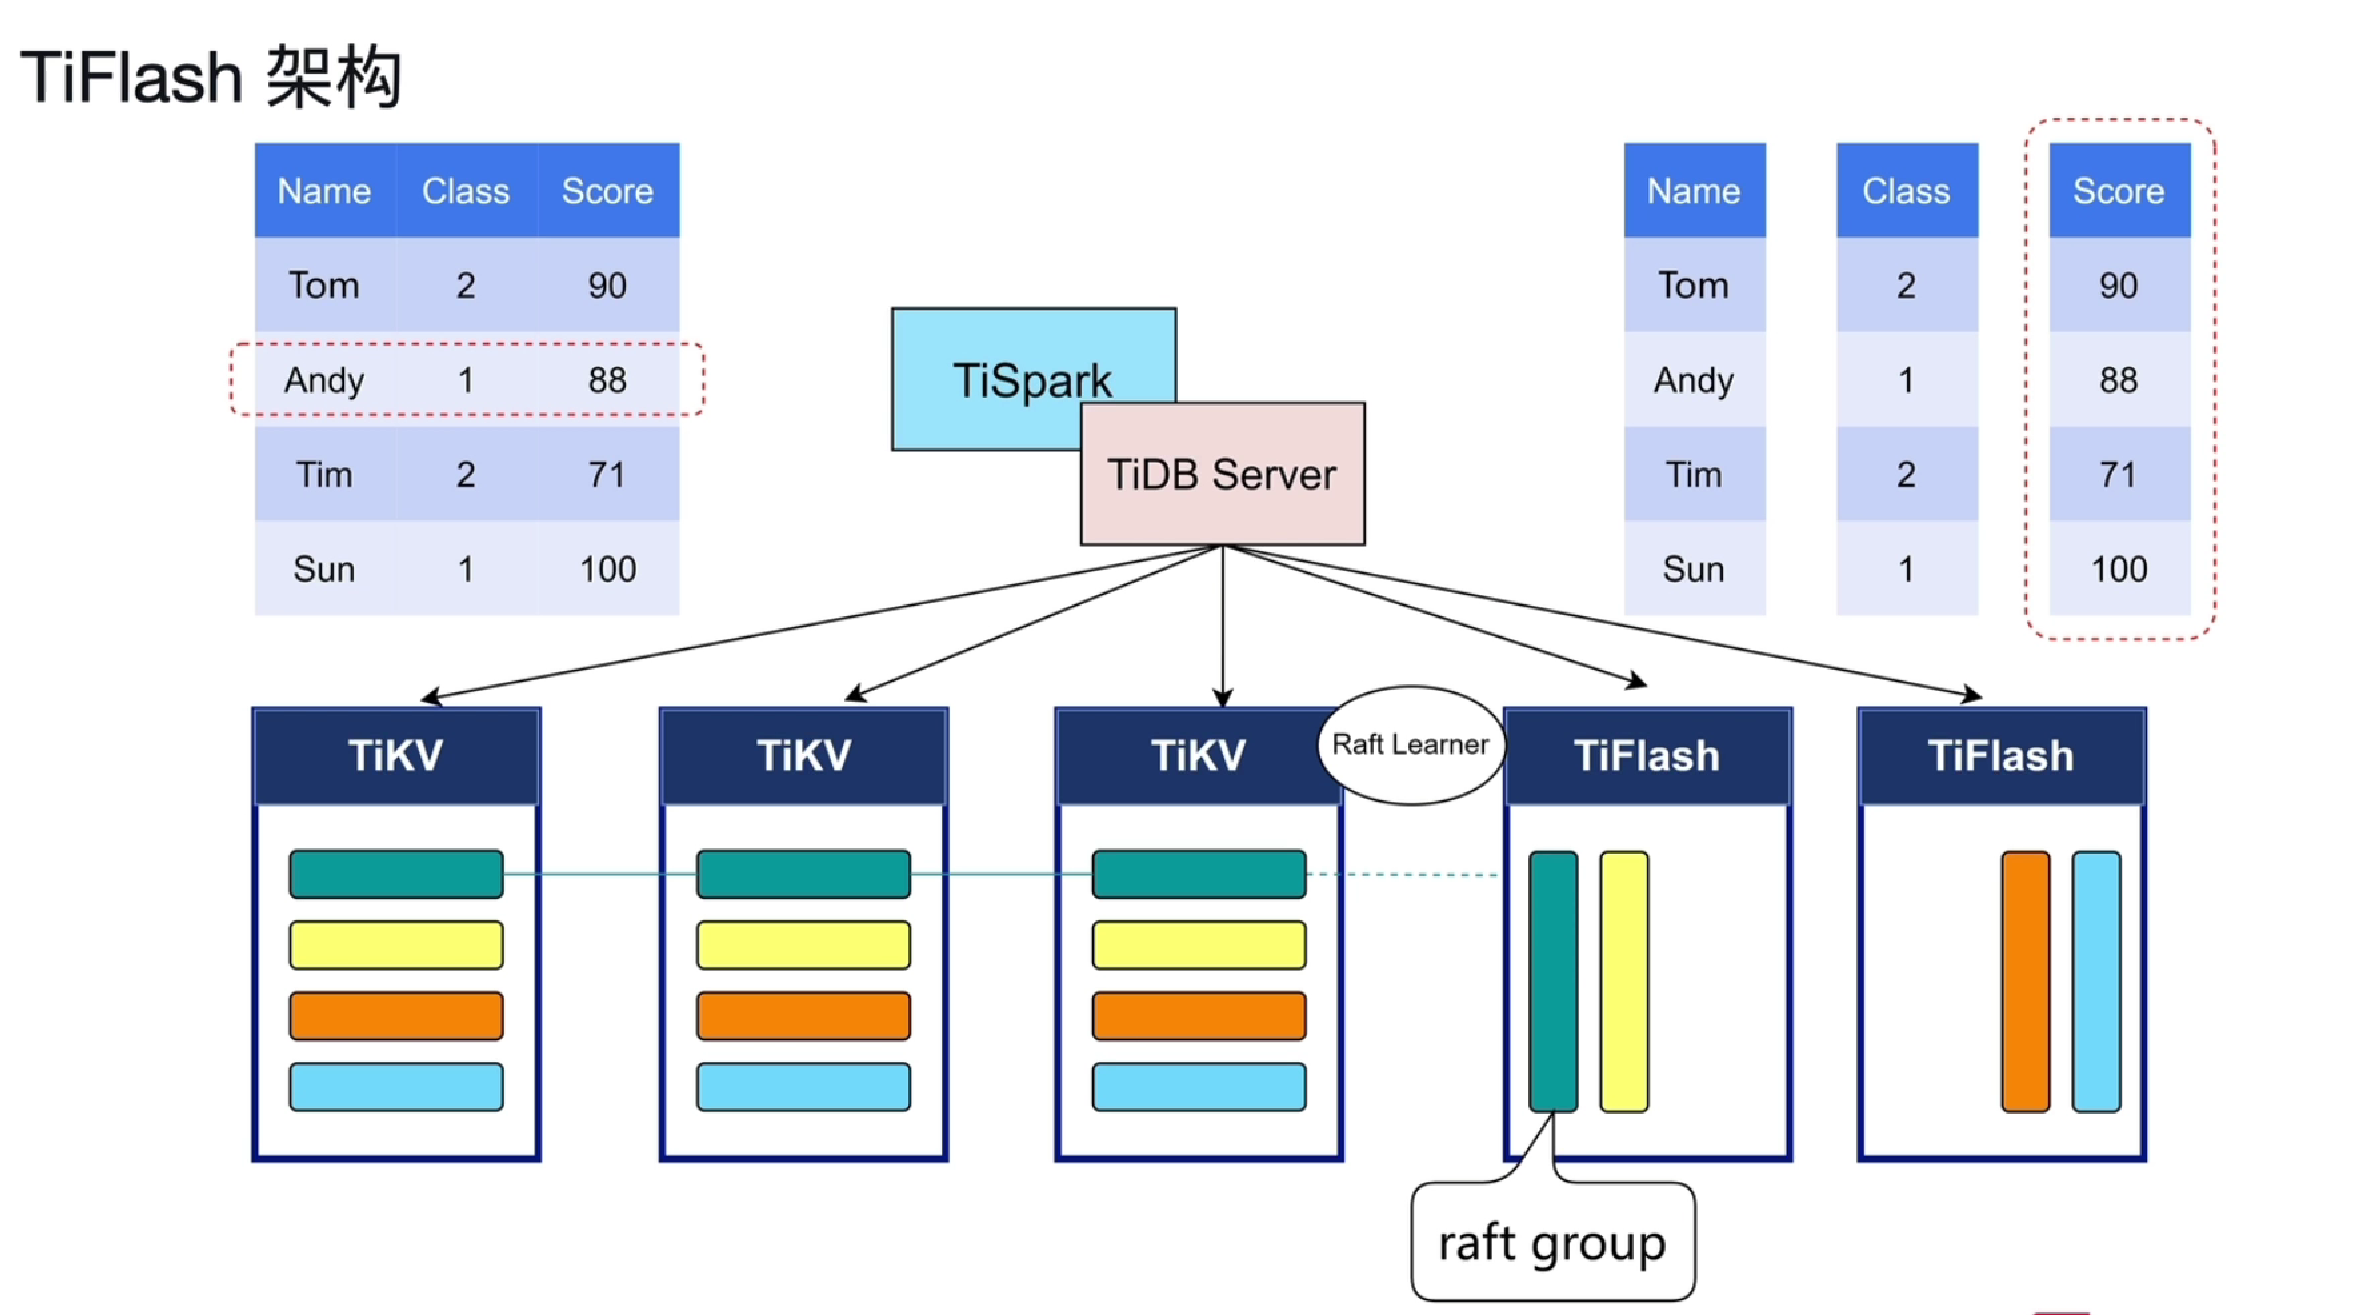 TiFlash 架构
Name Class Score
Tom 2 90
Andy 1 88
Tim 2 71
Sun 1 100
TiSpark
TiDB Server
Name Class Score
Tom 2 90
Andy 1 88
Tim 2 71
Sun 1 100
TiKV
TiKV
TiKV
Raft Learner
TiFlash
TiFlash
raft group